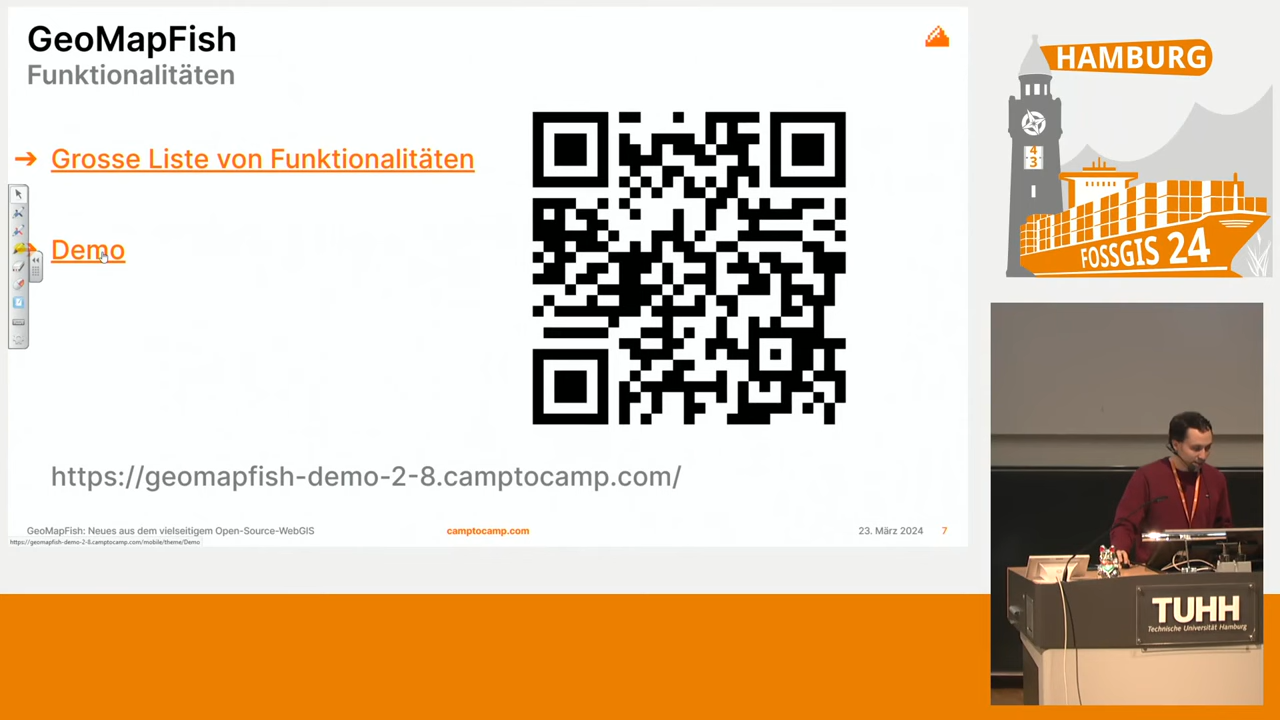 GeoMapFish
Funktionalitäten
➔ Grosse Liste von Funktionalitäten
Demo
https://geomapfish-demo-2-8.camptocamp.com/
GeoMapFish: Neues aus dem vielseitigem Open-Source-WebGIS
camptocamp.com
23. März 2024
7
https://geomapfish-demo-2-8.camptocamp.com/mobile/theme/Demo
HAMBURG
4
3
FOSSGIS 24
TUHH
Technische Universität Hamburg